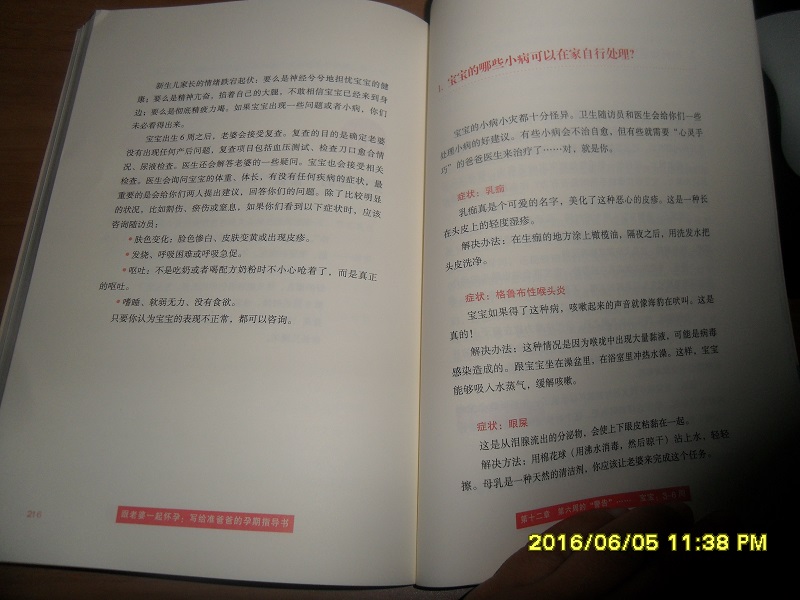 新生儿家长的情绪跌宕起伏：要么是神经兮兮地担忧宝宝的健
康；要么是精神亢奋，掐着自己的大腿，不敢相信宝宝已经来到身
边；要么是彻底精疲力竭。如果宝宝出现一些问题或者小病，你们
未必看得出来。
宝宝出生6周之后，老婆会接受复查。复查的目的是确定老婆
没有出现任何产后问题，复查项目包括血压测试、检查刀口愈合情
况、尿液检查。医生还会解答老婆的一些疑问。宝宝也会接受相关
检查。医生会询问宝宝的体重、体长，有没有任何疾病的症状，最
重要的是会给你们两人提出建议，回答你们的问题。除了比较明显
的状况，比如割伤、瘀伤或窒息，如果你们看到以下症状时，应该
咨询随访员：
•肤色变化：脸色惨白、皮肤变黄或出现皮疹。
•发烧、呼吸困难或呼吸急促。
•呕吐：不是吃奶或者喝配方奶粉时不小心呛着了，而是真正
的呕吐。
•嗜睡、软弱无力、没有食欲。
只要你认为宝宝的表现不正常，都可以咨询。
216
跟老婆一起怀孕：写给准爸爸的孕期指导书
1. 宝宝的哪些小病可以在家自行处理？
宝宝的小病小灾都十分怪异。卫生随访员和医生会给你们一些
处理小病的好建议。有些小病会不治自愈，但有些就需要“心灵手
巧”的爸爸医生来治疗了……对，就是你。
症状：乳痂
乳痂真是个可爱的名字，美化了这种恶心的皮疹。这是一种长
在头皮上的轻度湿疹。
解决办法：在生痂的地方涂上橄榄油，隔夜之后，用洗发水把
头皮洗净。
症状：格鲁布性喉头炎
宝宝如果得了这种病，咳嗽起来的声音就像海豹在吠叫。这是
真的！
解决办法：这种情况是因为喉咙中出现大量黏液，可能是病毒
感染造成的。跟宝宝坐在澡盆里，在浴室里冲热水澡。这样，宝宝
能够吸入水蒸气，缓解咳嗽。
症状：眼屎
这是从泪腺流出的分泌物，会使上下眼皮粘黏在一起。
解决方法：用棉花球（用沸水消毒，然后晾干）沾上水，轻轻
擦。母乳是一种天然的清洁剂，你应该让老婆来完成这个任务。
第十二章 第六周的
2016/06/05 11:38 PM